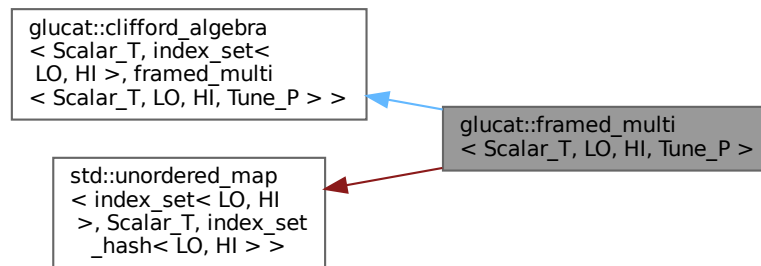 glucat::clifford_algebra
< Scalar_T, index_set<
LO, HI >, framed_multi
< Scalar_T, LO, HI, Tune_P > >
glucat::framed_multi
< Scalar_T, LO, HI, Tune_P >
std::unordered_map
< index_set< LO, HI
>, Scalar_T, index_set
_hash< LO, HI > >